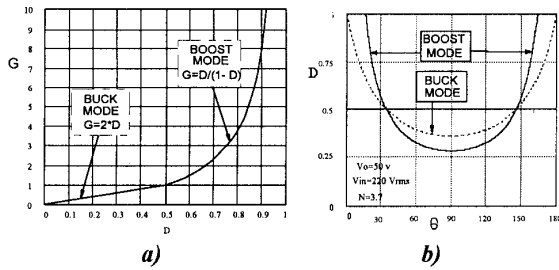 10
9
8
7
6
5
4
3
2
1
0
G
BOOST
MODE
G=D/(1- D)
BUCK
MODE
G=2*D
0 0.1 0.2 0.3 0.4 0.5 0.6 0.7 0.8 0.9 1
D
a)
1
0.75
0.5
0.25
0
D
BOOST
MODE
BUCK
MODE
Vo=50 v
Vin=220 Vrms
N=3.7
0 30 60 90 120 150 180
θ
b)